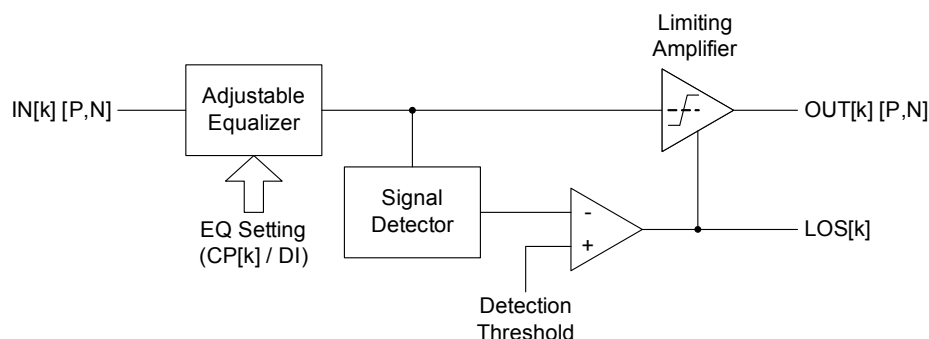 Limiting
Amplifier
IN[k] [P,N]
Adjustable
Equalizer
OUT[k] [P,N]
Signal
Detector
EQ Setting
(CP[k] / DI)
-
+
LOS[k]
Detection
Threshold